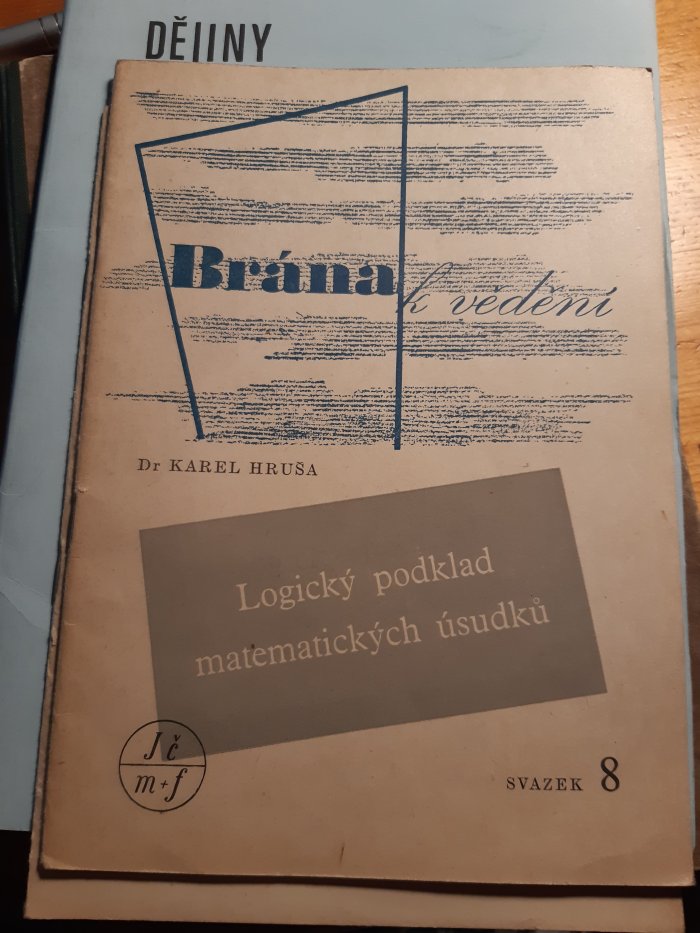 DĚJINY
Brána
k vědění
Dr KAREL HRUŠA
Logický podklad
matematických úsudků
Jč
m+f
SVAZEK 8